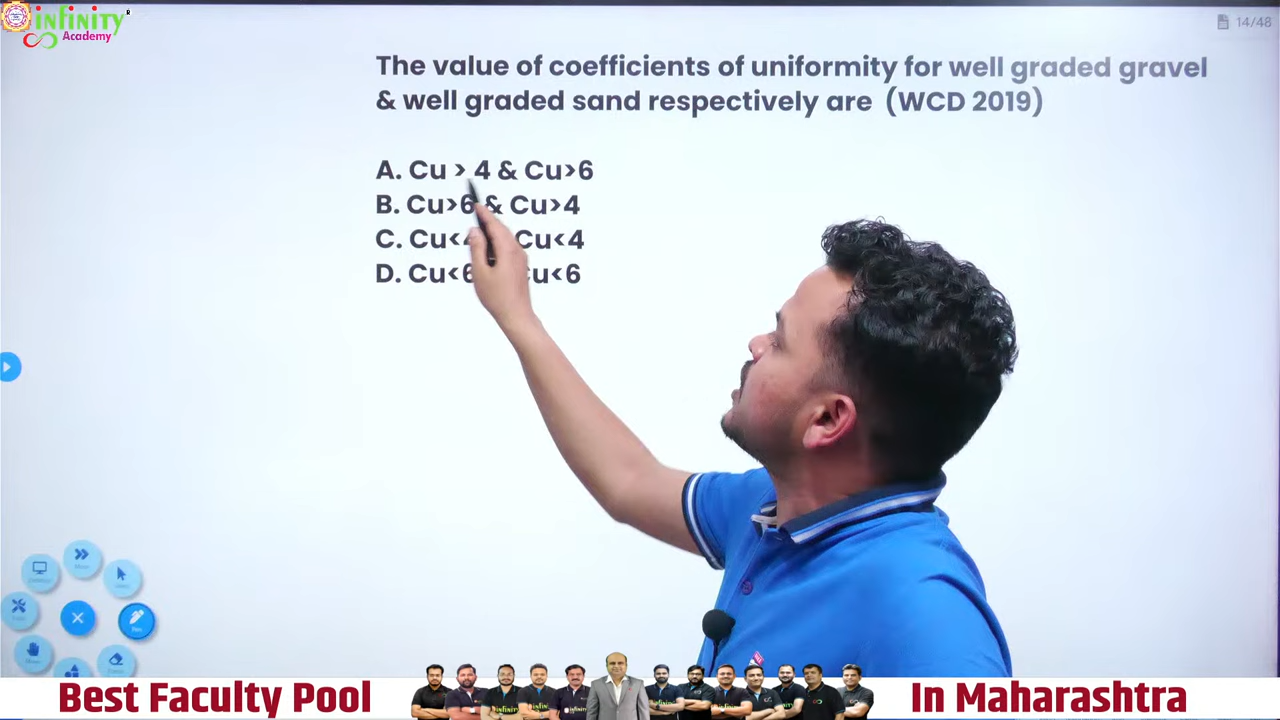 infinity
Academy
14/48
The value of coefficients of uniformity for well graded gravel
& well graded sand respectively are (WCD 2019)
A. Cu > 4 & Cu>6
B. Cu>6 & Cu>4
C. Cu<4 Cu<4
D. Cu<6 Cu<6
Best Faculty Pool
In Maharashtra